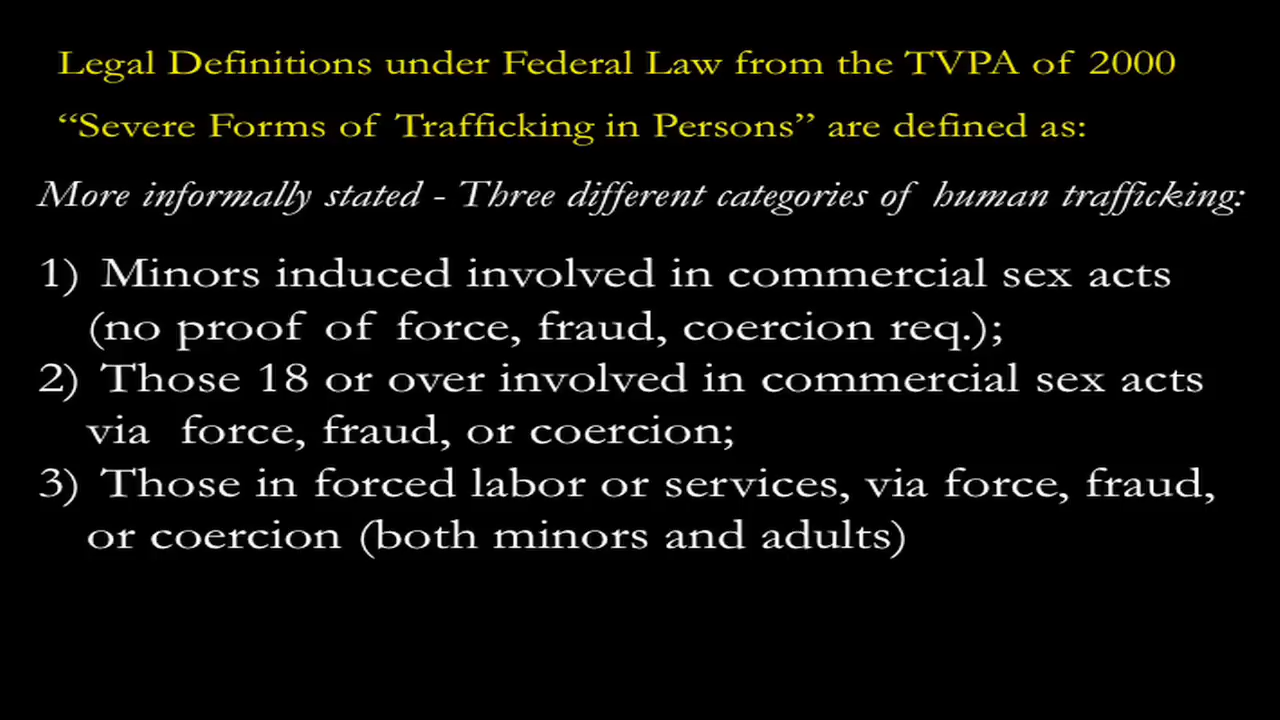 Legal Definitions under Federal Law from the TVPA of 2000
“Severe Forms of Trafficking in Persons” are defined as:
More informally stated - Three different categories of human trafficking:
1) Minors induced involved in commercial sex acts
(no proof of force, fraud, coercion req.);
2) Those 18 or over involved in commercial sex acts
via force, fraud, or coercion;
3) Those in forced labor or services, via force, fraud,
or coercion (both minors and adults)